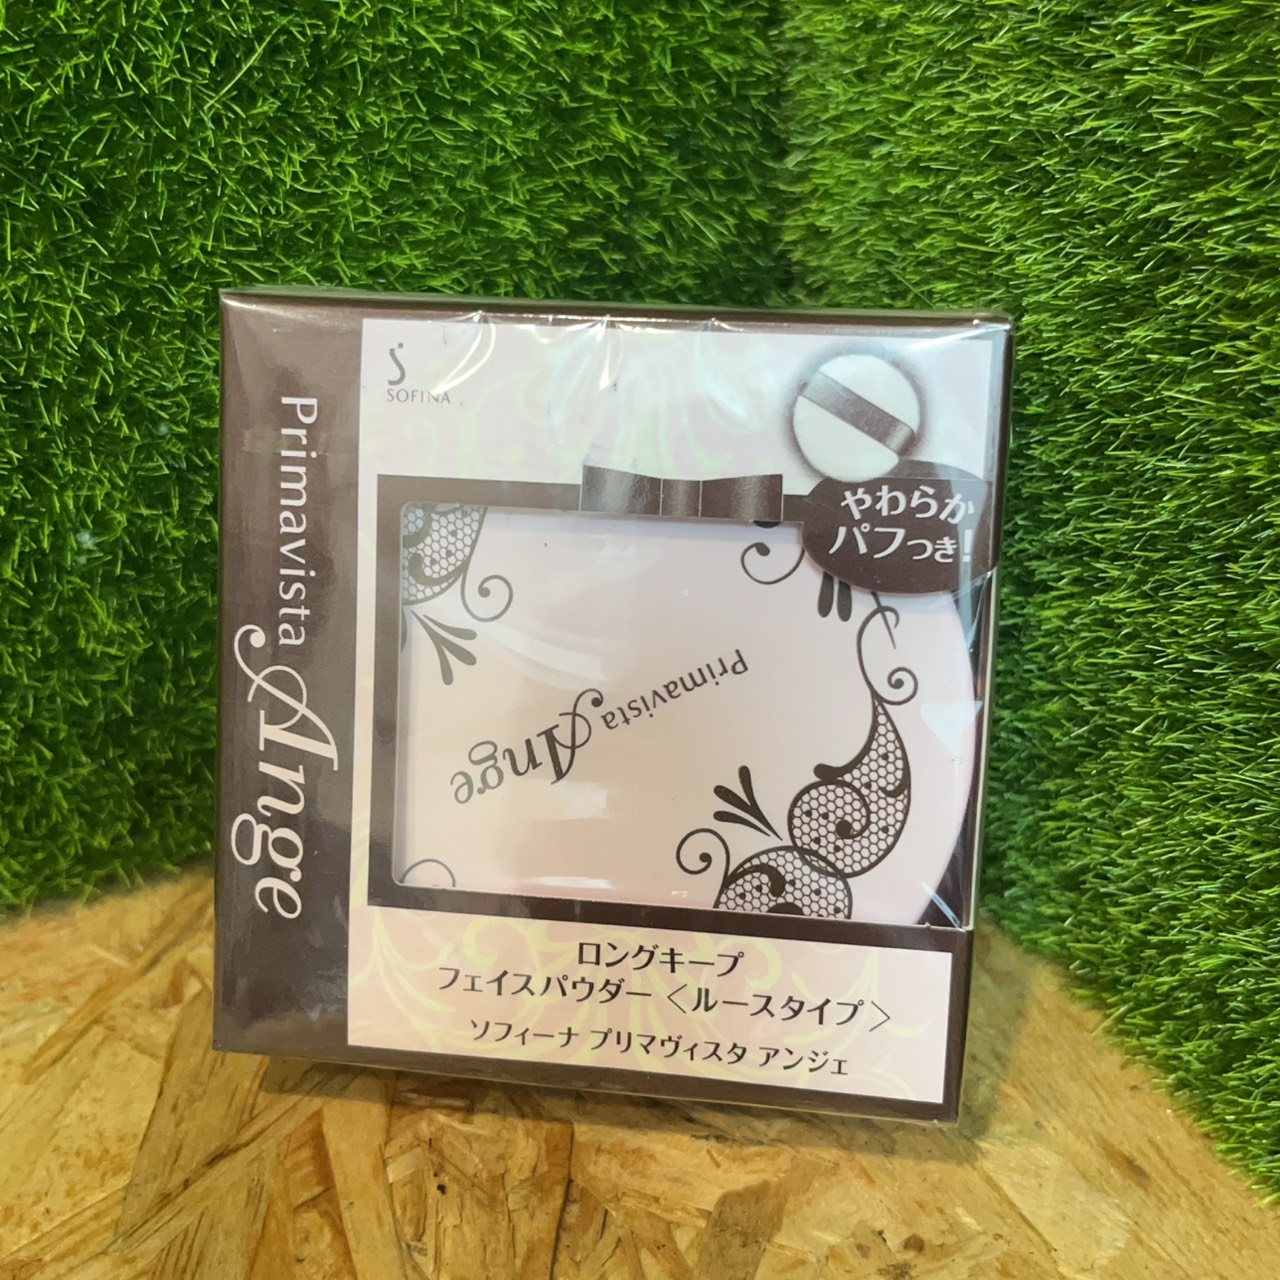 SOFINA
Primavista Ange
やわらか
パフつき!
Primavista Ange
ロングキープ
フェイスパウダー〈ルースタイプ〉
ソフィーナ プリマヴィスタ アンジェ